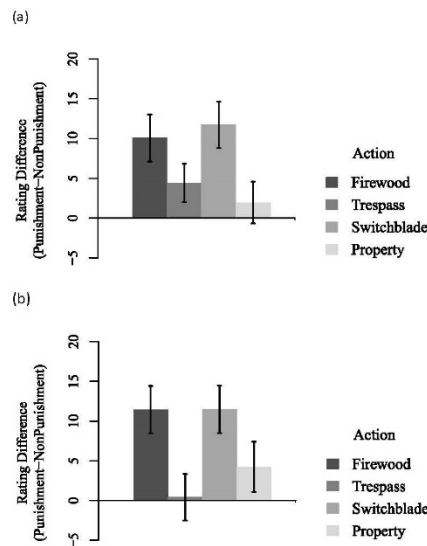 (a)
Rating Difference
(Punishment−NonPunishment)
20
15
10
5
0
−5
Action
Firewood
Trespass
Switchblade
Property
(b)
Rating Difference
(Punishment−NonPunishment)
20
15
10
5
0
−5
Action
Firewood
Trespass
Switchblade
Property